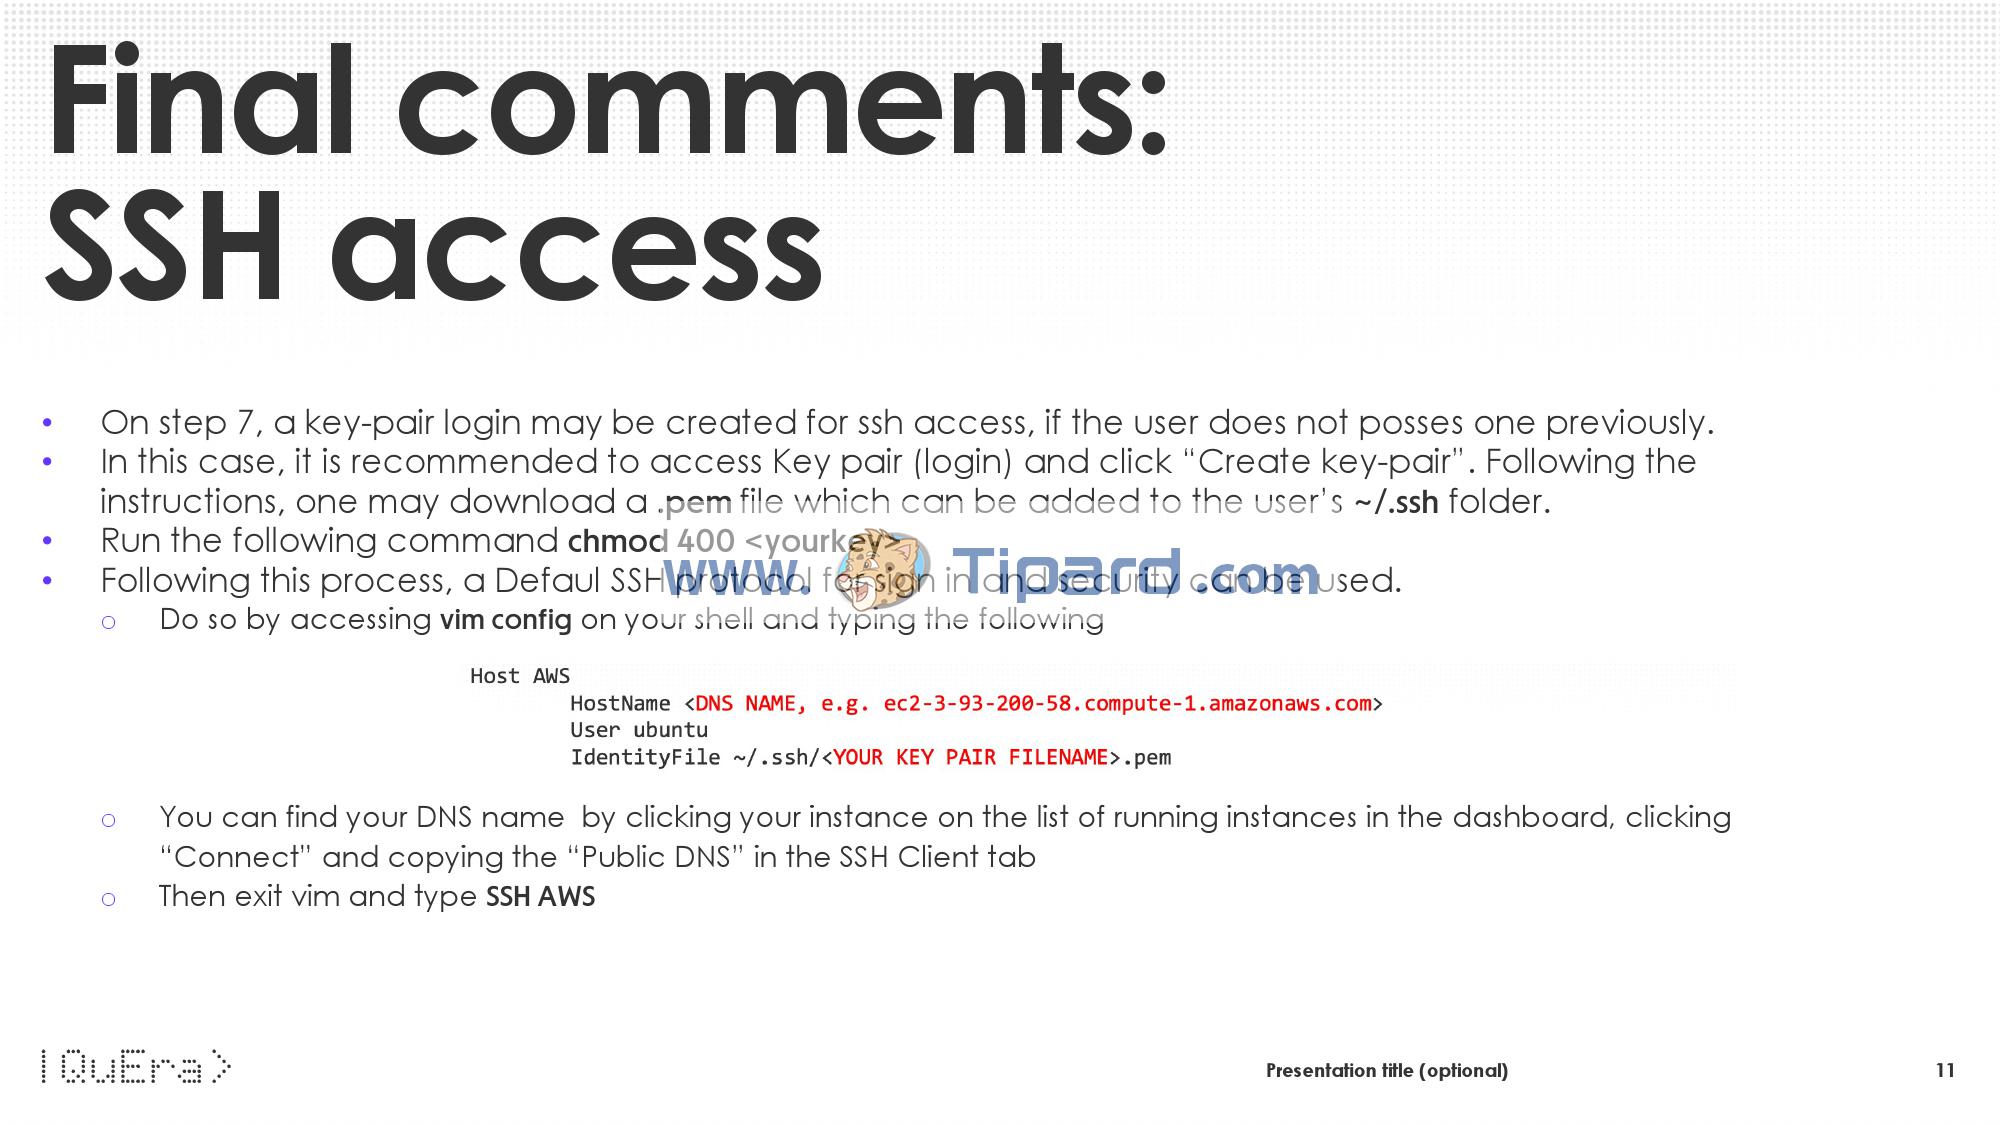 Final comments:
SSH access
• On step 7, a key-pair login may be created for ssh access, if the user does not posses one previously.
• In this case, it is recommended to access Key pair (login) and click “Create key-pair”. Following the
instructions, one may download a .pem file which can be added to the user’s ~/.ssh folder.
• Run the following command chmod 400 <yourkey>
• Following this process, a Defaul SSH protocol for sign in and security can be used.
www. Tipard .com
o Do so by accessing vim config on your shell and typing the following
Host AWS
HostName <DNS NAME, e.g. ec2-3-93-200-58.compute-1.amazonaws.com>
User ubuntu
IdentityFile ~/.ssh/<YOUR KEY PAIR FILENAME>.pem
o You can find your DNS name by clicking your instance on the list of running instances in the dashboard, clicking
“Connect” and copying the “Public DNS” in the SSH Client tab
o Then exit vim and type SSH AWS
|QuEra>
Presentation title (optional)
11